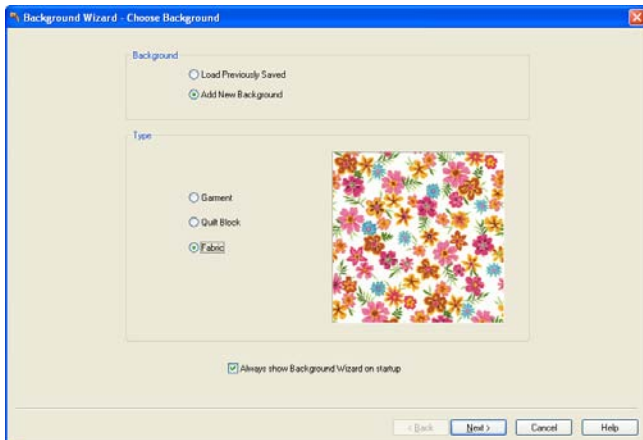 Background Wizard - Choose Background
Background
Load Previously Saved
Add New Background
Type
Garment
Quilt Block
Fabric
Always show Background Wizard on startup
< Back Next > Cancel Help